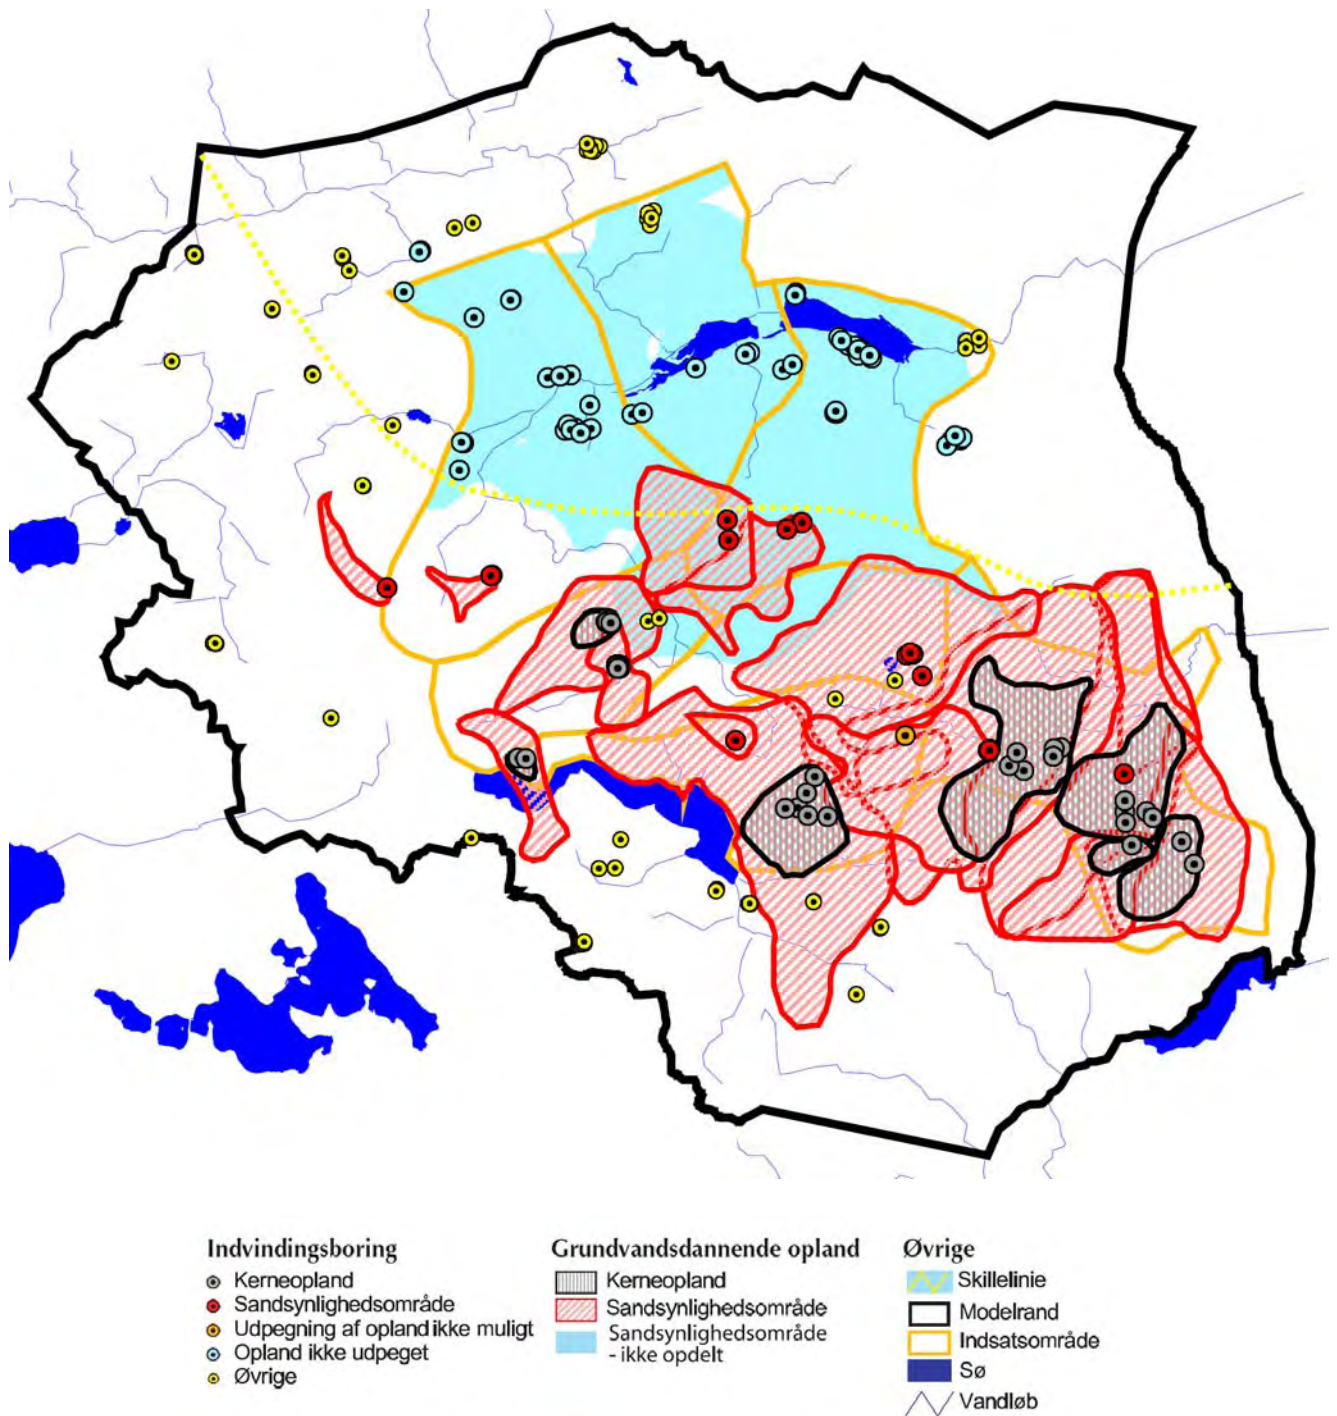 Indvindingsboring
Kerneopland
Sandsynlighedsområde
Udpegning af opland ikke muligt
Opland ikke udpeget
Øvrige
Grundvandsdannende opland
Kerneopland
Sandsynlighedsområde
Sandsynlighedsområde
- ikke opdelt
Øvrige
Skillelinie
Modelrand
Indsatsområde
Sø
Vandløb